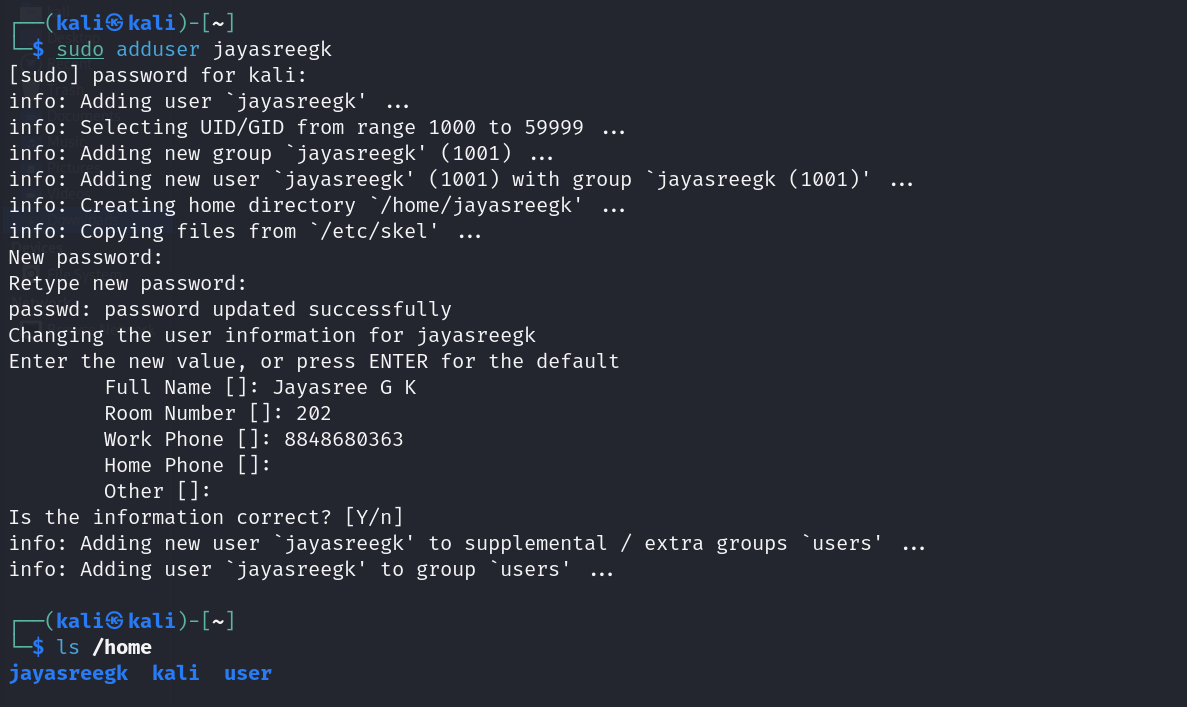 ┌──(kali㉿kali)-[~]
└─$ sudo adduser jayasreegk
[sudo] password for kali:
info: Adding user `jayasreegk' ...
info: Selecting UID/GID from range 1000 to 59999 ...
info: Adding new group `jayasreegk' (1001) ...
info: Adding new user `jayasreegk' (1001) with group `jayasreegk (1001)' ...
info: Creating home directory `/home/jayasreegk' ...
info: Copying files from `/etc/skel' ...
New password:
Retype new password:
passwd: password updated successfully
Changing the user information for jayasreegk
Enter the new value, or press ENTER for the default
        Full Name []: Jayasree G K
        Room Number []: 202
        Work Phone []: 8848680363
        Home Phone []:
        Other []:
Is the information correct? [Y/n]
info: Adding new user `jayasreegk' to supplemental / extra groups `users' ...
info: Adding user `jayasreegk' to group `users' ...

┌──(kali㉿kali)-[~]
└─$ ls /home
jayasreegk  kali  user